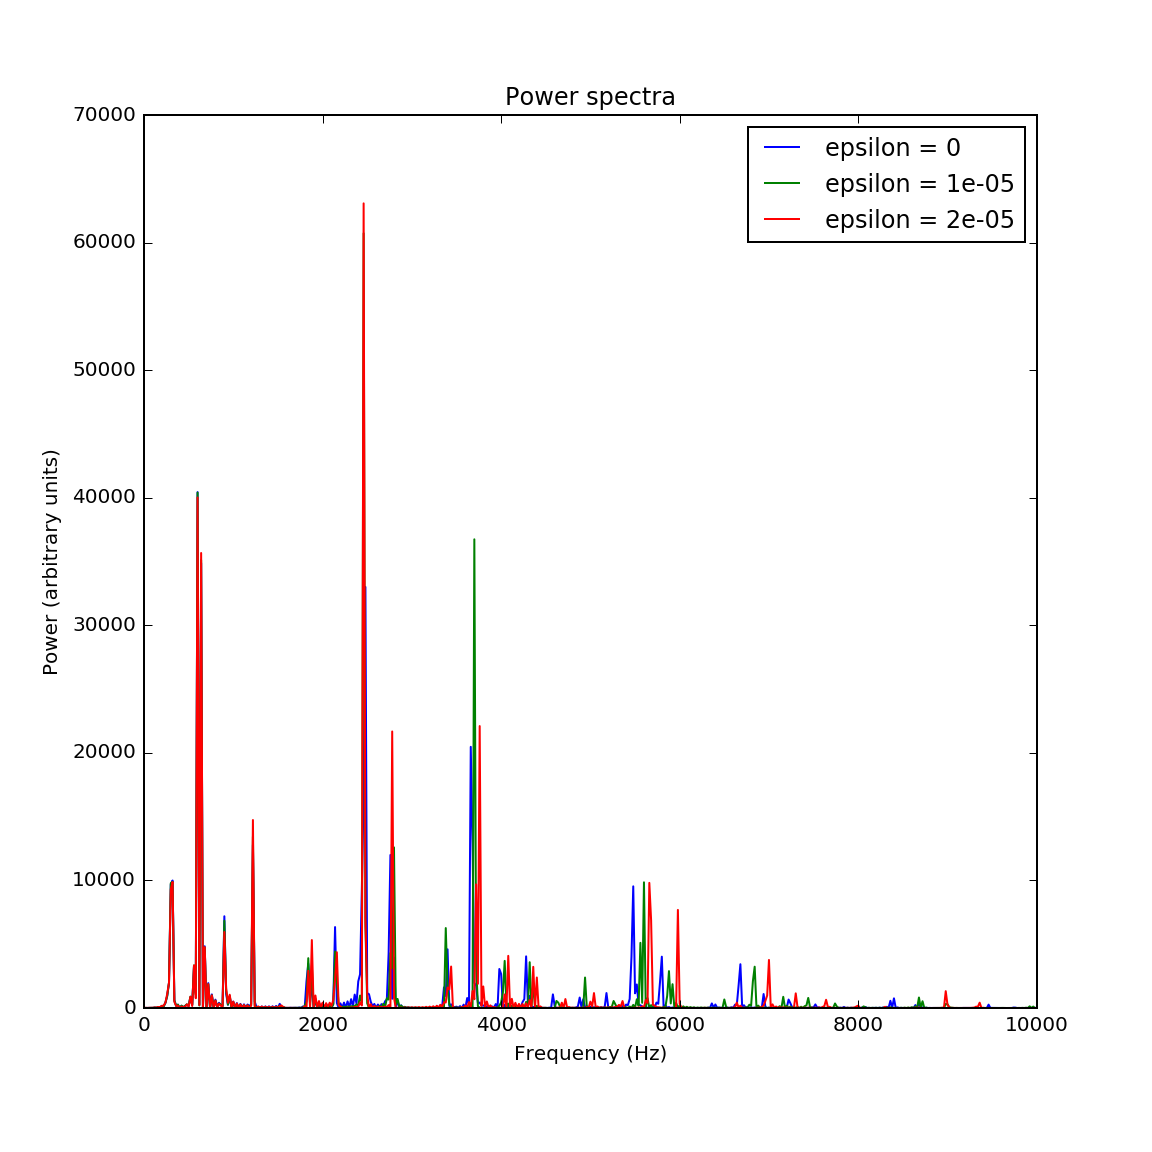 Power spectra
70000
60000
50000
40000
30000
20000
10000
0
Power (arbitrary units)
epsilon = 0
epsilon = 1e-05
epsilon = 2e-05
0 2000 4000 6000 8000 10000
Frequency (Hz)